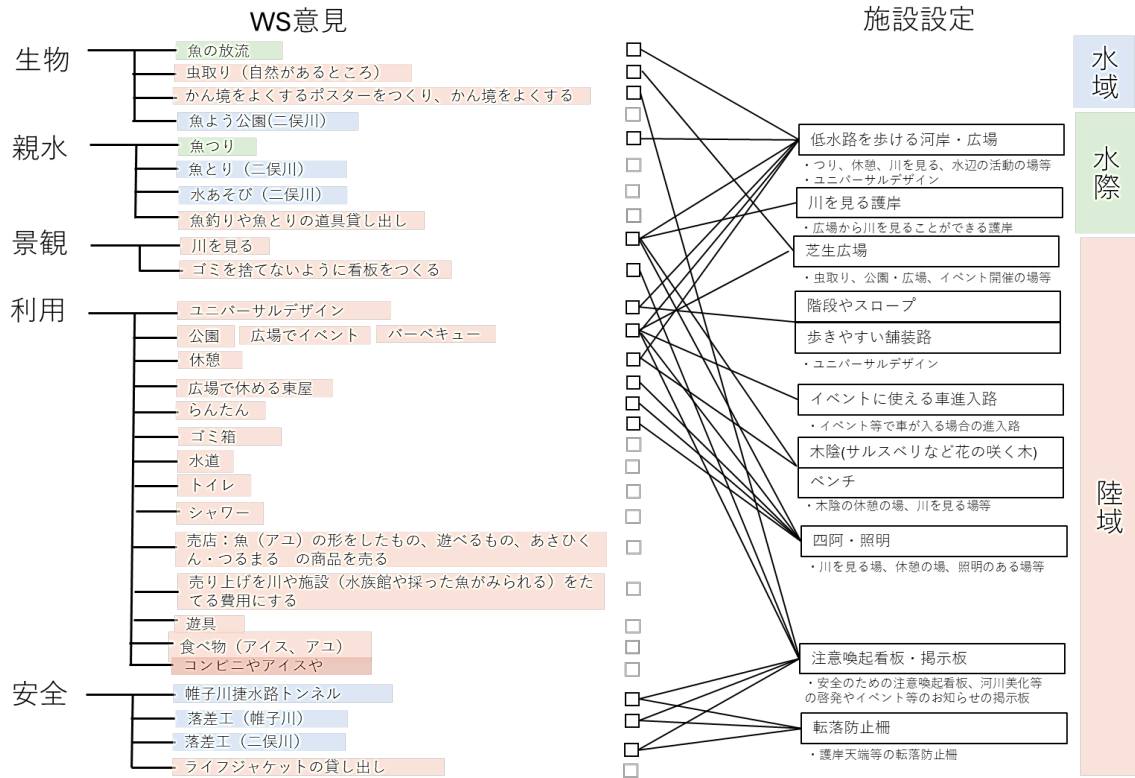 WS意見
施設設定
生物
魚の放流
虫取り（自然があるところ）
かん境をよくするポスターをつくり、かん境をよくする
魚よう公園(二俣川)
親水
魚つり
魚とり（二俣川）
水あそび（二俣川）
魚釣りや魚とりの道具貸し出し
景観
川を見る
ゴミを捨てないように看板をつくる
利用
ユニバーサルデザイン
公園
広場でイベント
バーベキュー
休憩
広場で休める東屋
らんたん
ゴミ箱
水道
トイレ
シャワー
売店：魚（アユ）の形をしたもの、遊べるもの、あさひく
ん・つるまる　の商品を売る
売り上げを川や施設（水族館や採った魚がみられる）をた
てる費用にする
遊具
食べ物（アイス、アユ）
コンビニやアイスや
安全
帷子川捷水路トンネル
落差工（帷子川）
落差工（二俣川）
ライフジャケットの貸し出し
低水路を歩ける河岸・広場
・つり、休憩、川を見る、水辺の活動の場等
・ユニバーサルデザイン
川を見る護岸
・広場から川を見ることができる護岸
芝生広場
・虫取り、公園・広場、イベント開催の場等
階段やスロープ
歩きやすい舗装路
・ユニバーサルデザイン
イベントに使える車進入路
・イベント等で車が入る場合の進入路
木陰(サルスベリなど花の咲く木)
ベンチ
・木陰の休憩の場、川を見る場等
四阿・照明
・川を見る場、休憩の場、照明のある場等
注意喚起看板・掲示板
・安全のための注意喚起看板、河川美化等
の啓発やイベント等のお知らせの掲示板
転落防止柵
・護岸天端等の転落防止柵
水域
水際
陸域